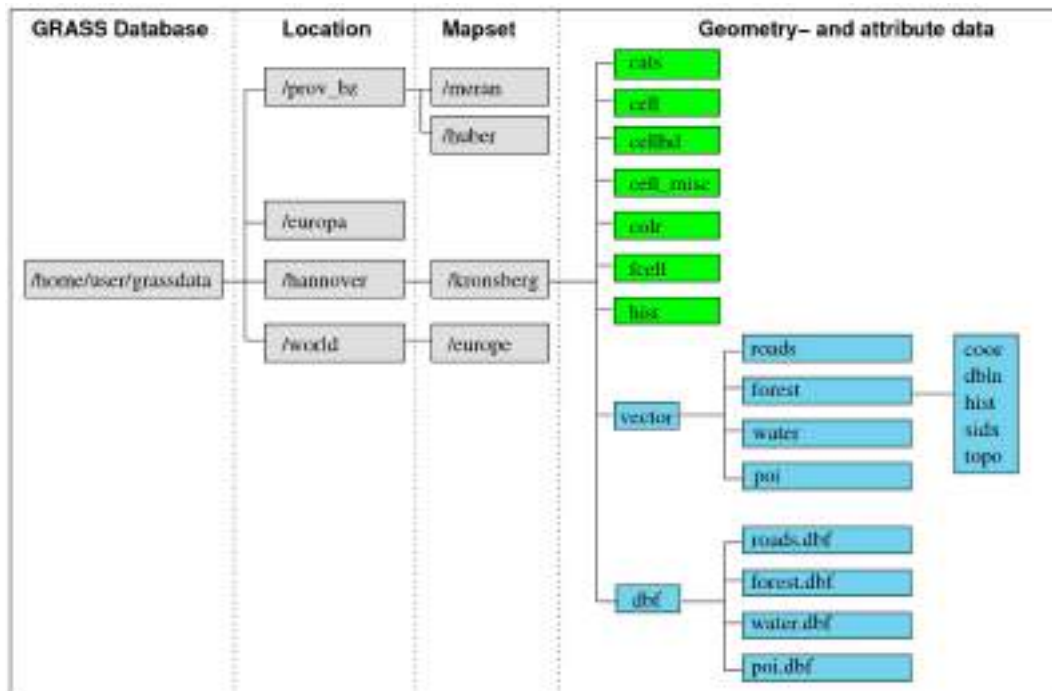 GRASS Database
Location
Mapset
Geometry– and attribute data
/home/user/grassdata
/prov_bz
/europa
/hannover
/world
/meran
/huber
/kronsberg
/europe
cats
cell
cellhd
cell_misc
colr
fcell
hist
vector
roads
forest
water
poi
coor
dbln
hist
sidx
topo
dbf
roads.dbf
forest.dbf
water.dbf
poi.dbf